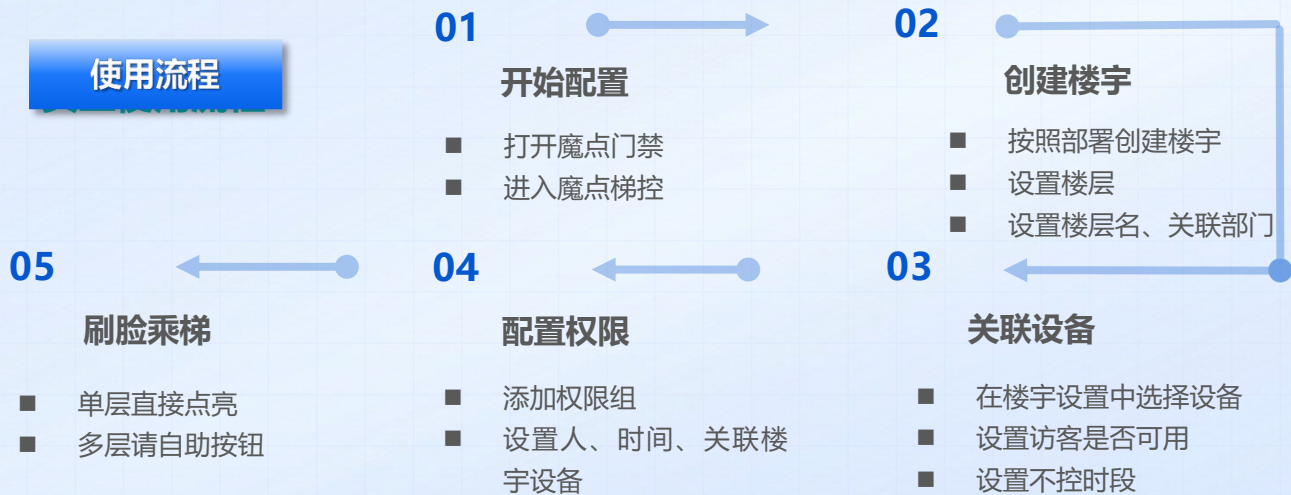 使用流程
01
开始配置
■ 打开魔点门禁
■ 进入魔点梯控
02
创建楼宇
■ 按照部署创建楼宇
■ 设置楼层
■ 设置楼层名、关联部门
03
关联设备
■ 在楼宇设置中选择设备
■ 设置访客是否可用
■ 设置不控时段
04
配置权限
■ 添加权限组
■ 设置人、时间、关联楼
宇设备
05
刷脸乘梯
■ 单层直接点亮
■ 多层请自助按钮